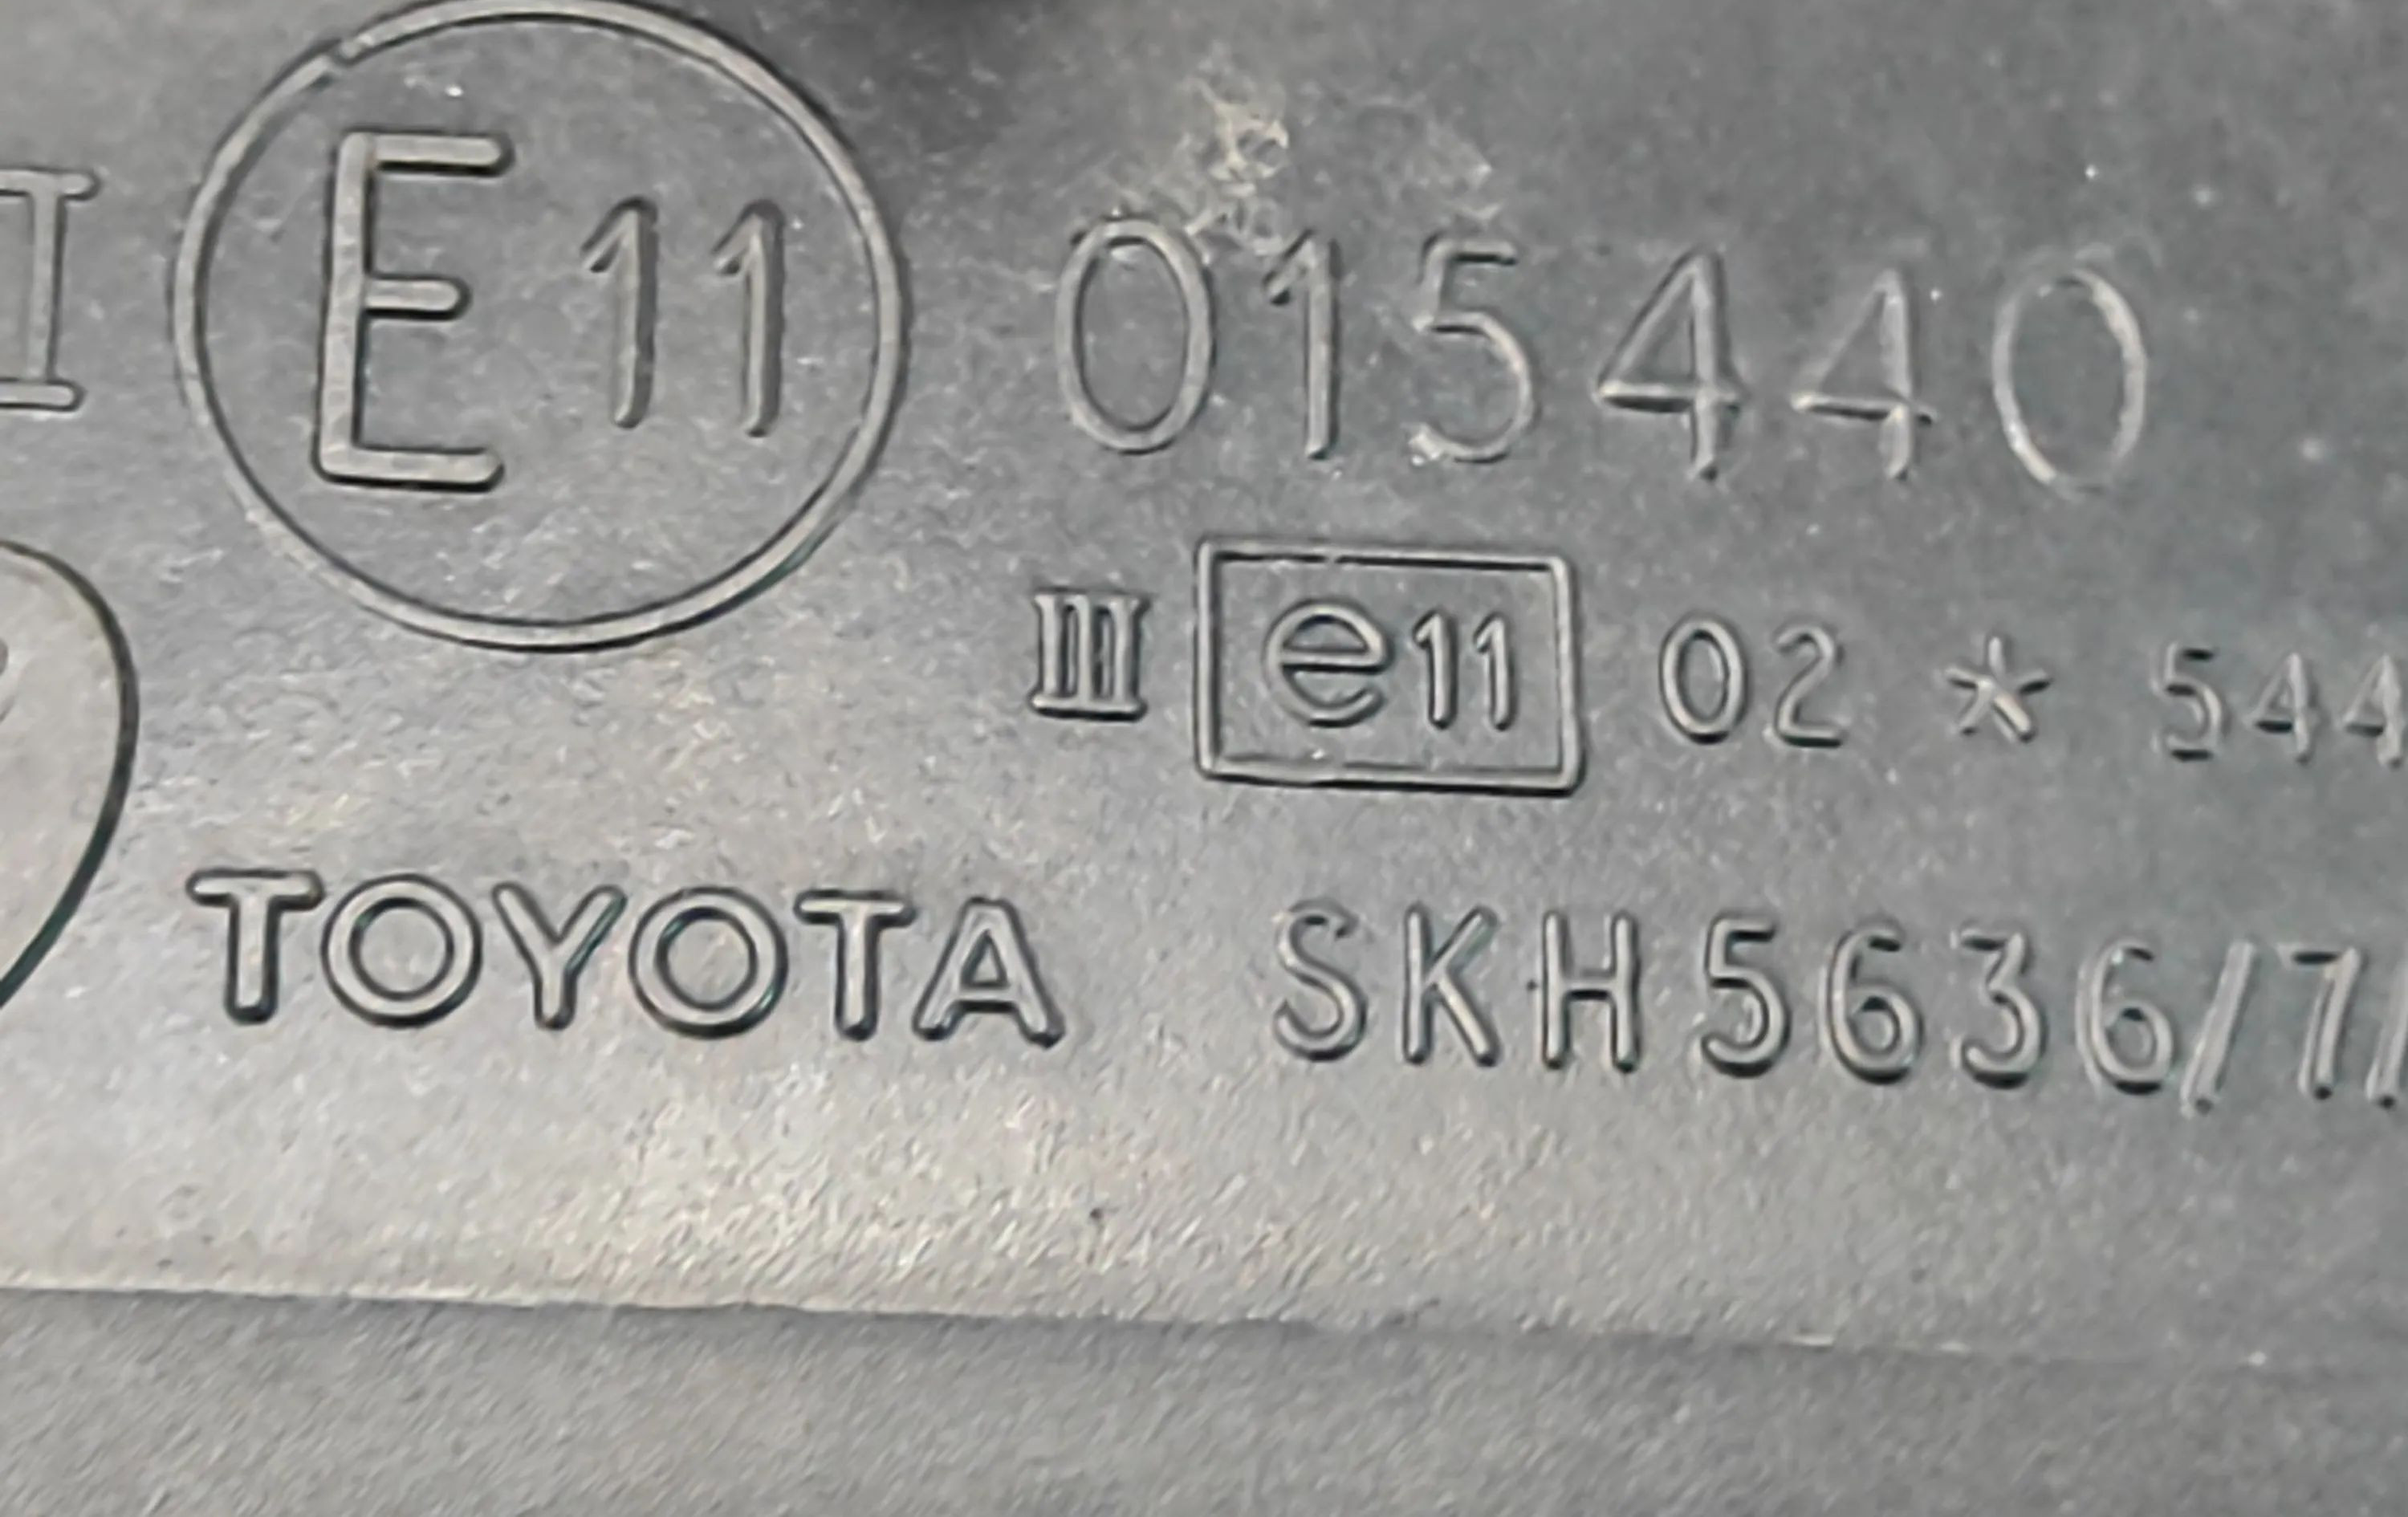 I E11 015440
III e11 02 * 544
TOYOTA SKH5636/7/